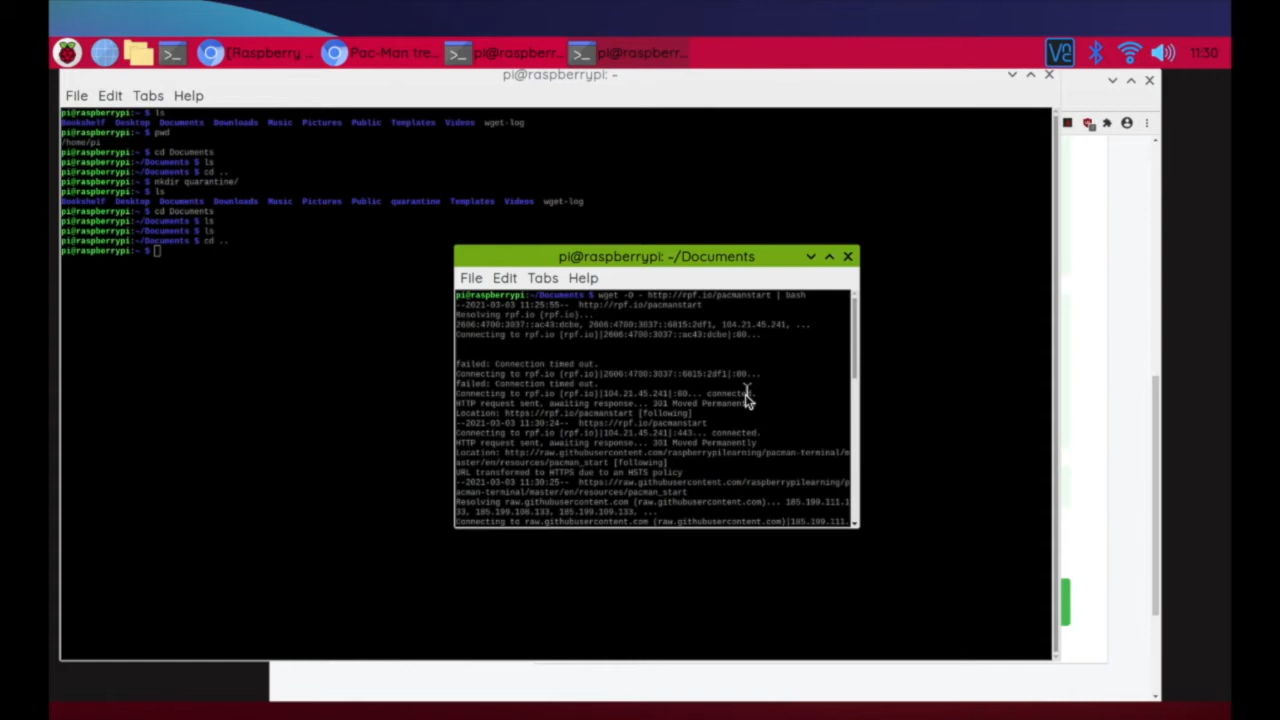 [Raspberry ...
Pac-Man tre...
pi@raspberr...
pi@raspberr...
11:30
pi@raspberrypi: ~
File Edit Tabs Help
pi@raspberrypi:~ $ ls
Bookshelf Desktop Documents Downloads Music Pictures Public Templates Videos wget-log
pi@raspberrypi:~ $ pwd
/home/pi
pi@raspberrypi:~ $ cd Documents
pi@raspberrypi:~/Documents $ ls
pi@raspberrypi:~/Documents $ cd ..
pi@raspberrypi:~ $ mkdir quarantine/
pi@raspberrypi:~ $ ls
Bookshelf Desktop Documents Downloads Music Pictures Public quarantine Templates Videos wget-log
pi@raspberrypi:~ $ cd Documents
pi@raspberrypi:~/Documents $ ls
pi@raspberrypi:~/Documents $ ls
pi@raspberrypi:~/Documents $ cd ..
pi@raspberrypi:~ $
pi@raspberrypi: ~/Documents
File Edit Tabs Help
pi@raspberrypi:~/Documents $ wget -O - http://rpf.io/pacmanstart | bash
--2021-03-03 11:25:55-- http://rpf.io/pacmanstart
Resolving rpf.io (rpf.io)...
2606:4700:3037::ac43:dcbe, 2606:4700:3037::6815:2df1, 104.21.45.241, ...
Connecting to rpf.io (rpf.io)|2606:4700:3037::ac43:dcbe|:80...
failed: Connection timed out.
Connecting to rpf.io (rpf.io)|2606:4700:3037::6815:2df1|:80...
failed: Connection timed out.
Connecting to rpf.io (rpf.io)|104.21.45.241|:80... connected.
HTTP request sent, awaiting response... 301 Moved Permanently
Location: https://rpf.io/pacmanstart [following]
--2021-03-03 11:30:24-- https://rpf.io/pacmanstart
Connecting to rpf.io (rpf.io)|104.21.45.241|:443... connected.
HTTP request sent, awaiting response... 301 Moved Permanently
Location: http://raw.githubusercontent.com/raspberrypilearning/pacman-terminal/m
aster/en/resources/pacman_start [following]
URL transformed to HTTPS due to an HSTS policy
--2021-03-03 11:30:25-- https://raw.githubusercontent.com/raspberrypilearning/p
acman-terminal/master/en/resources/pacman_start
Resolving raw.githubusercontent.com (raw.githubusercontent.com)... 185.199.111.1
33, 185.199.108.133, 185.199.109.133, ...
Connecting to raw.githubusercontent.com (raw.githubusercontent.com)|185.199.111.